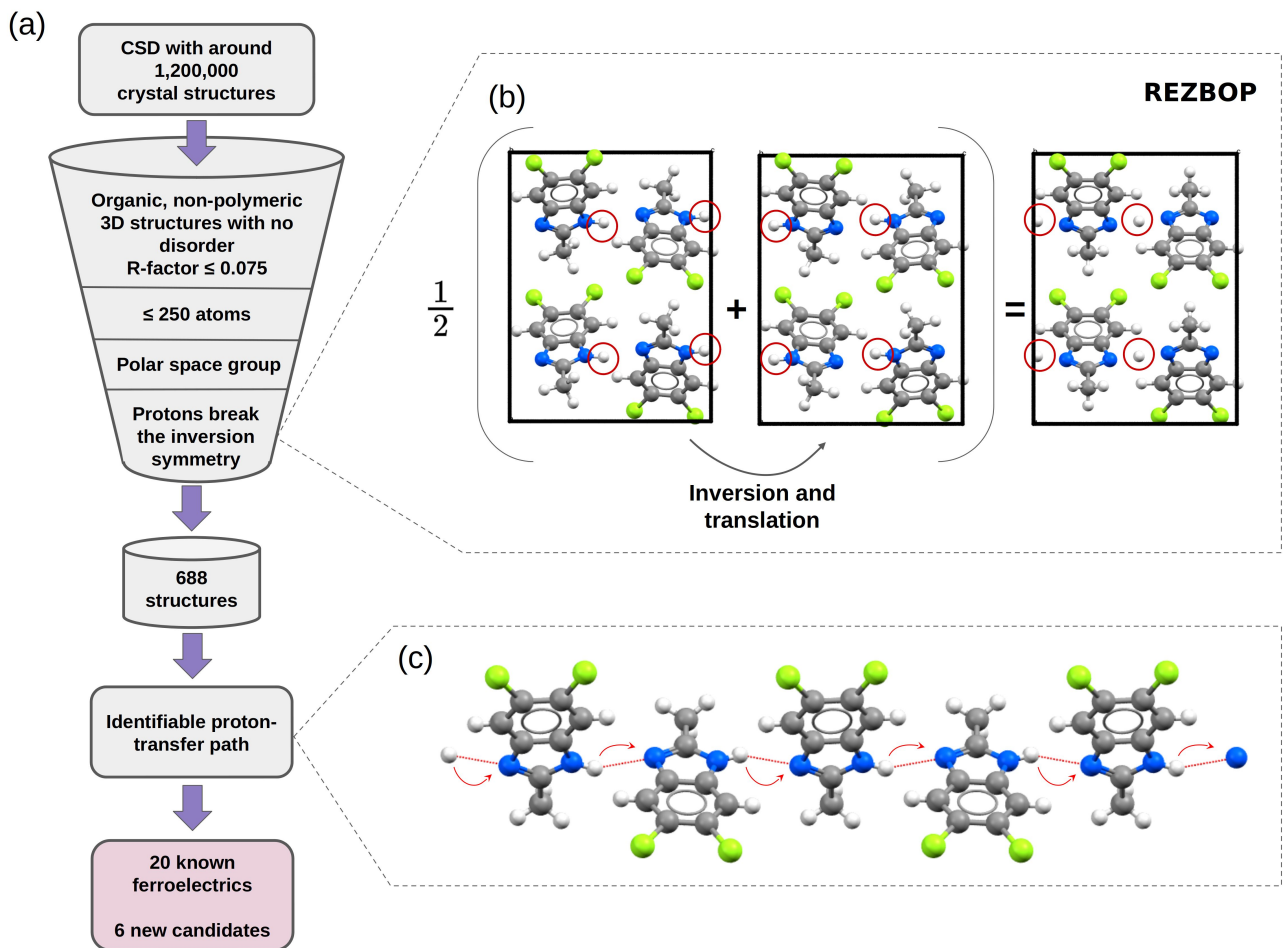 (a)
CSD with around
1,200,000
crystal structures
Organic, non-polymeric
3D structures with no
disorder
R-factor ≤ 0.075
≤ 250 atoms
Polar space group
Protons break
the inversion
symmetry
688
structures
Identifiable proton-
transfer path
20 known
ferroelectrics
6 new candidates
(b)
REZBOP
1
2
+
=
Inversion and
translation
(c)